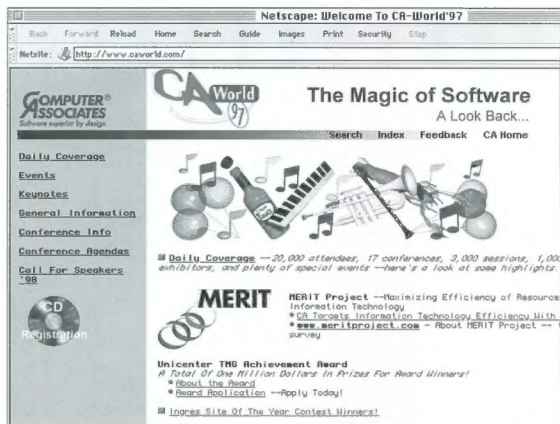 Netscape: Welcome To CA-World'97
Back Forward Reload Home Search Guide Images Print Security Stop
Netsite: http://www.caworld.com/
COMPUTER®
ASSOCIATES
Software superior by design.
CA World
97
The Magic of Software
A Look Back...
Search Index Feedback CA Home
Daily Coverage
Events
Keynotes
General Information
Conference Info
Conference Agendas
Call For Speakers
'98
CD
Registration
Daily Coverage --20,000 attendees, 17 conferences, 3,000 sessions, 1,000
exhibitors, and plenty of special events --here's a look at some highlights.
MERIT
MERIT Project --Maximizing Efficiency of Resource
Information Technology
CA Targets Information Technology Efficiency With
www.meritproject.com - About MERIT Project --
survey
Unicenter TNG Achievement Award
A Total Of One Million Dollars In Prizes For Award Winners!
About the Award
Award Application --Apply Today!
Ingres Site Of The Year Contest Winners!